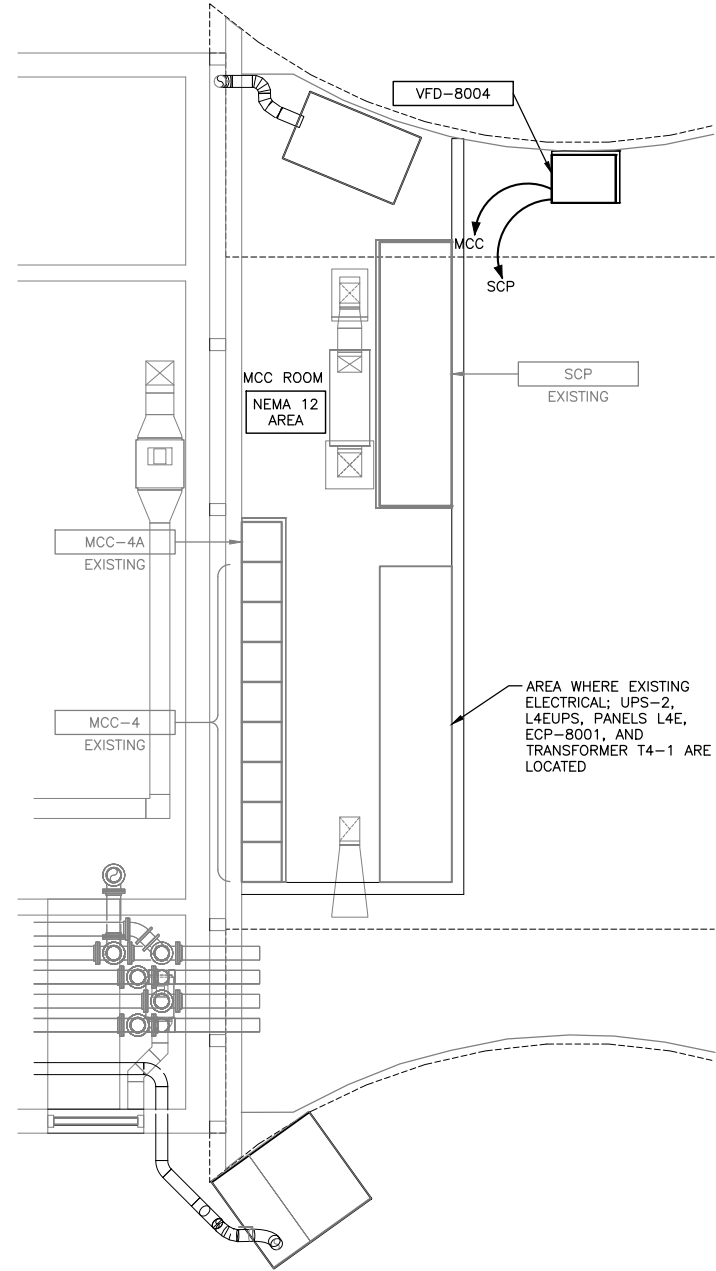 VFD-8004
MCC
SCP
MCC ROOM
NEMA 12
AREA
SCP
EXISTING
MCC-4A
EXISTING
MCC-4
EXISTING
AREA WHERE EXISTING
ELECTRICAL; UPS-2,
L4EUPS, PANELS L4E,
ECP-8001, AND
TRANSFORMER T4-1 ARE
LOCATED